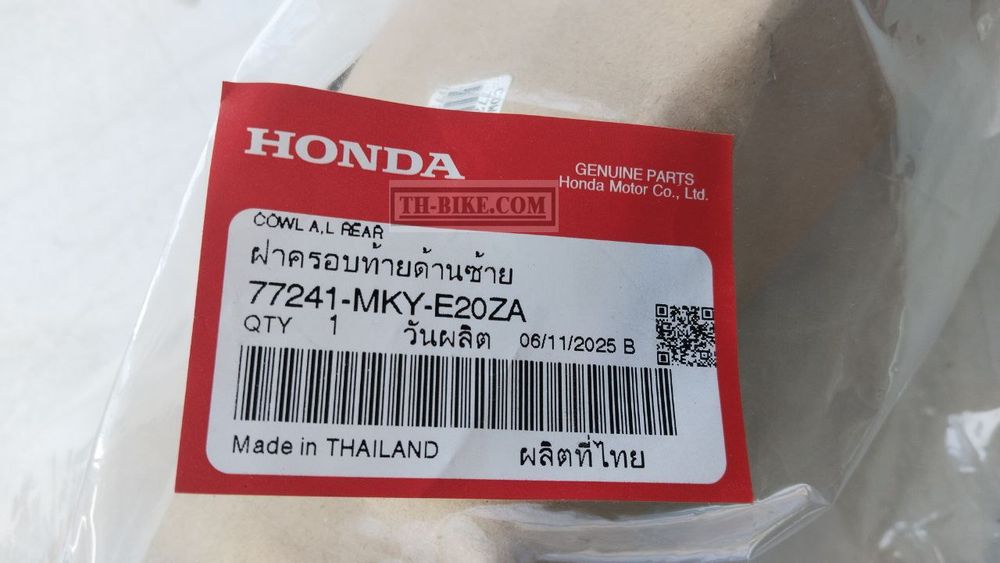 HONDA
GENUINE PARTS
Honda Motor Co., Ltd.
TH-BIKE.COM
COWL A,L REAR
ฝาครอบท้ายด้านซ้าย
77241-MKY-E20ZA
QTY 1 วันผลิต 06/11/2025 B
Made in THAILAND ผลิตที่ไทย